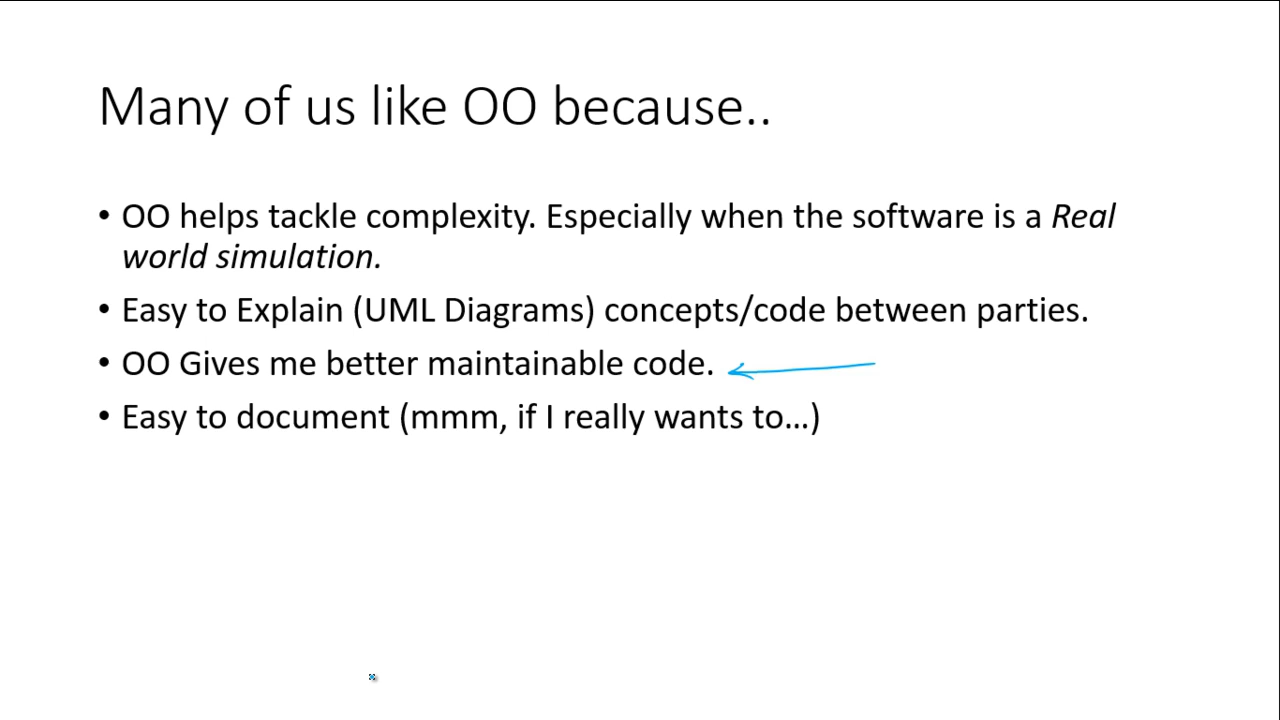 Many of us like OO because..
• OO helps tackle complexity. Especially when the software is a Real
world simulation.
• Easy to Explain (UML Diagrams) concepts/code between parties.
• OO Gives me better maintainable code.
• Easy to document (mmm, if I really wants to…)